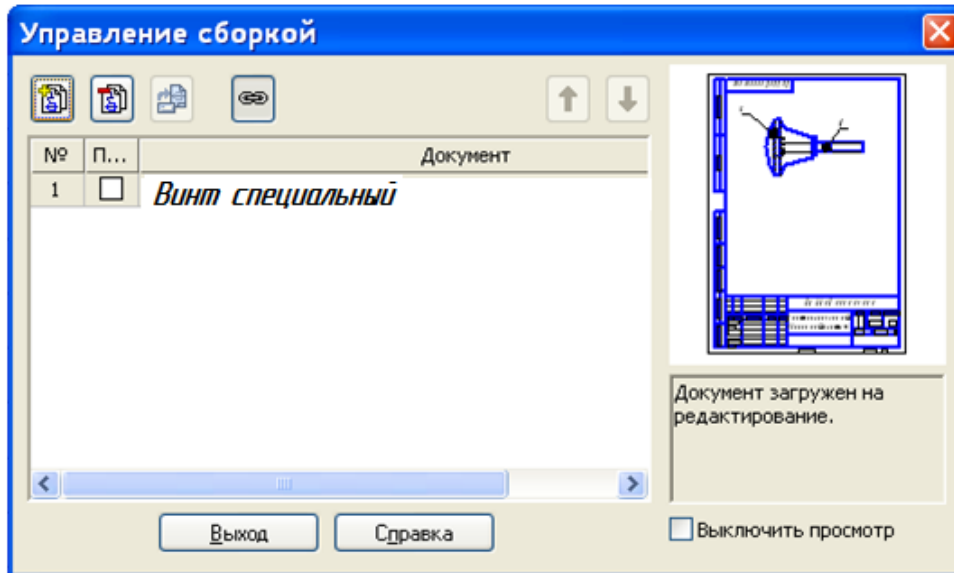 Управление сборкой
№ П... Документ
1 Винт специальный
Документ загружен на
редактирование.
Выход Справка
Выключить просмотр